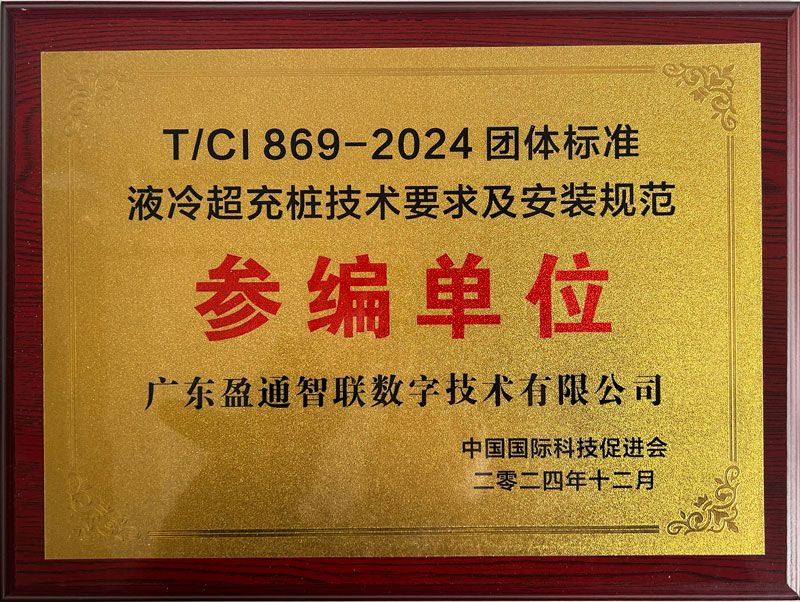 T/CI 869-2024 团体标准
液冷超充桩技术要求及安装规范
参编单位
广东盈通智联数字技术有限公司
中国国际科技促进会
二零二四年十二月